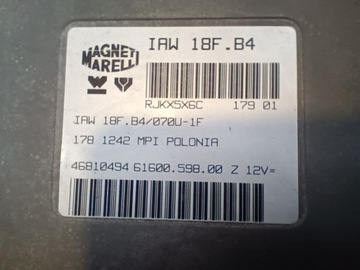 MAGNETI MARELLI
IAW 18F.B4
RJKX5X6C 179 01
IAW 18F.B4/070U-1F
178 1242 MPI POLONIA
46810494 61600.598.00 Z 12V=